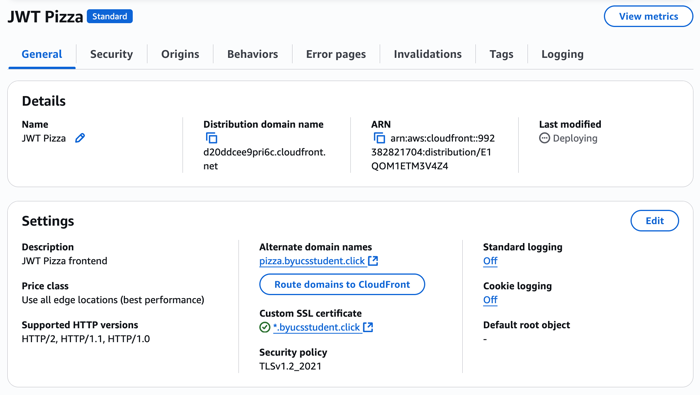 JWT Pizza Standard View metrics
General Security Origins Behaviors Error pages Invalidations Tags Logging
Details
Name
JWT Pizza
Distribution domain name
d20ddcee9pri6c.cloudfront.
net
ARN
arn:aws:cloudfront::992
382821704:distribution/E1
QOM1ETM3V4Z4
Last modified
Deploying
Settings
Edit
Description
JWT Pizza frontend
Price class
Use all edge locations (best performance)
Supported HTTP versions
HTTP/2, HTTP/1.1, HTTP/1.0
Alternate domain names
pizza.byucsstudent.click
Route domains to CloudFront
Custom SSL certificate
*.byucsstudent.click
Security policy
TLSv1.2_2021
Standard logging
Off
Cookie logging
Off
Default root object
-